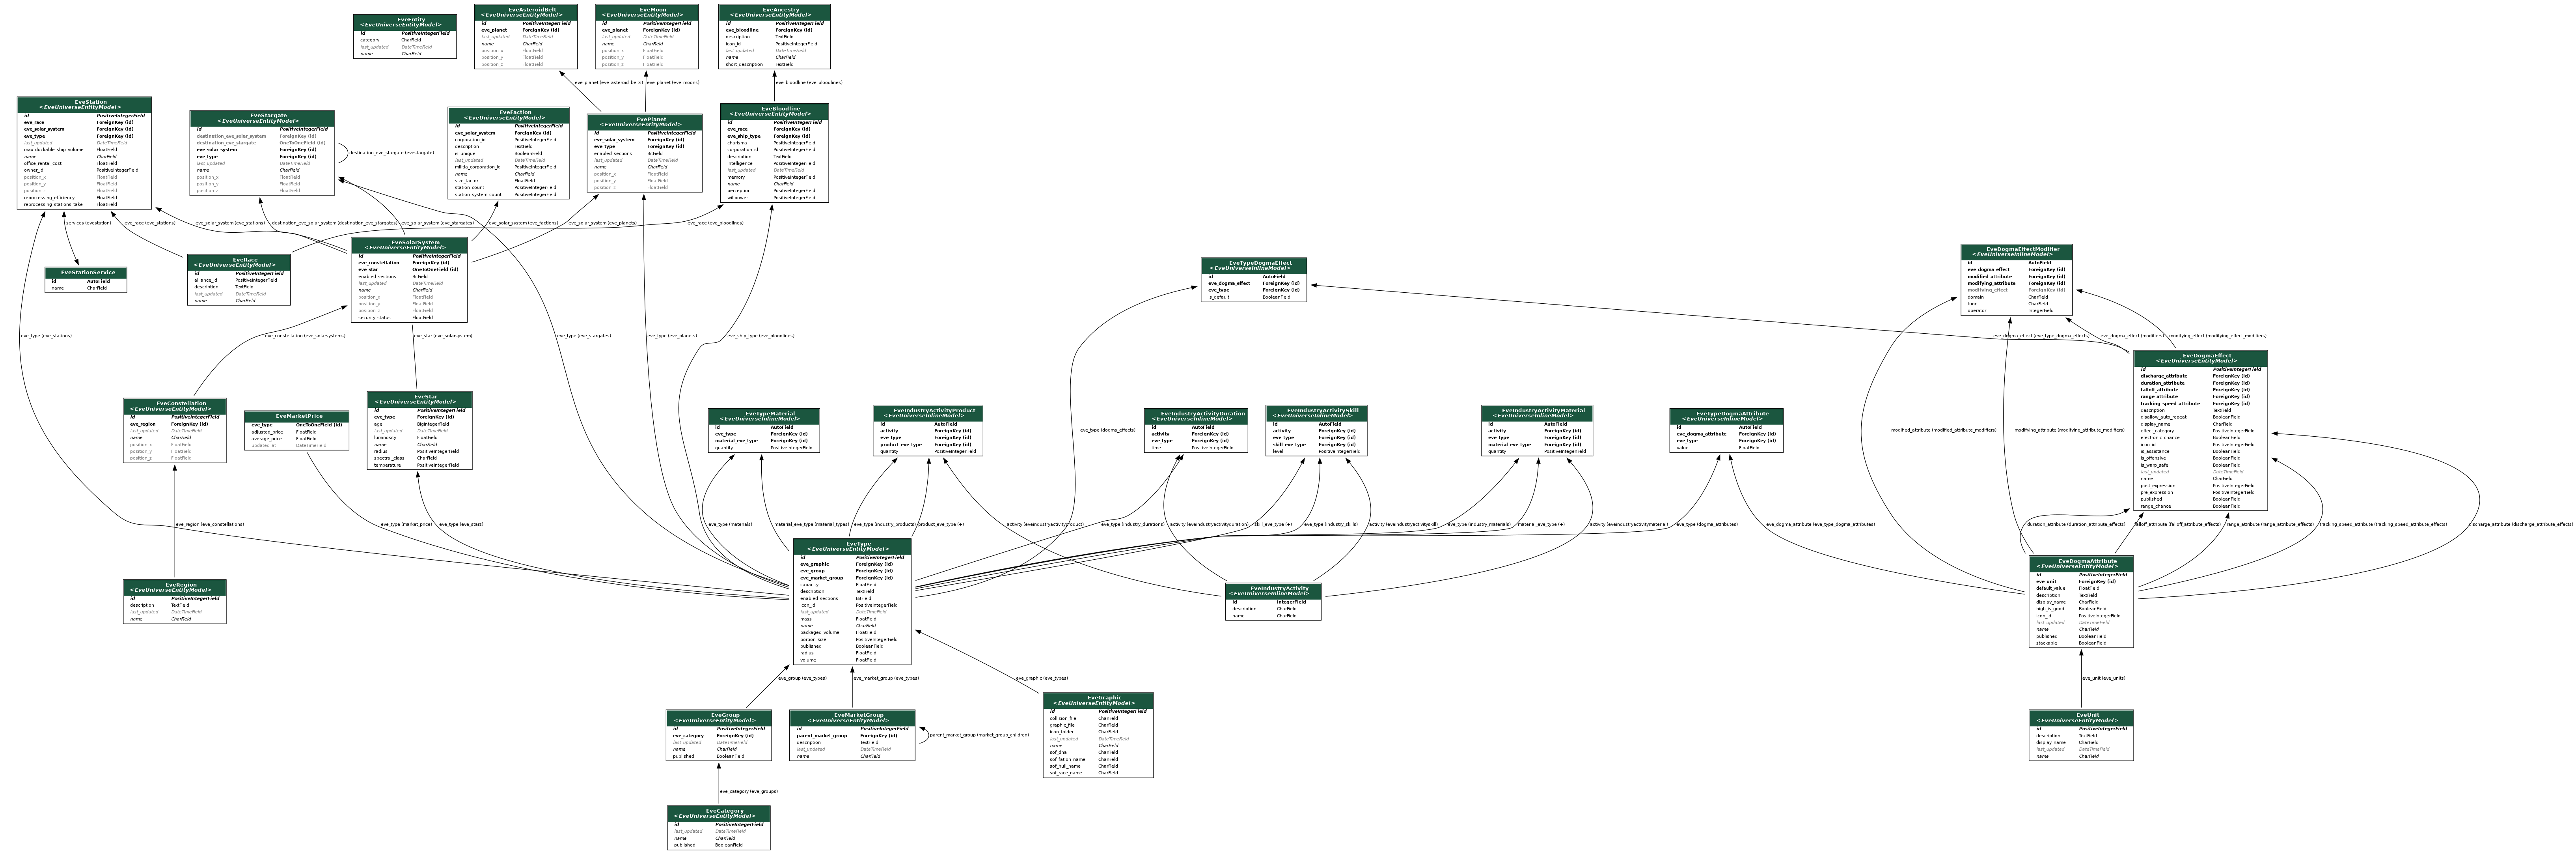 EveEntity
<EveUniverseEntityModel>
id PositiveIntegerField
category CharField
last_updated DateTimeField
name CharField
EveAsteroidBelt
<EveUniverseEntityModel>
id PositiveIntegerField
eve_planet ForeignKey (id)
last_updated DateTimeField
name CharField
position_x FloatField
position_y FloatField
position_z FloatField
EveMoon
<EveUniverseEntityModel>
id PositiveIntegerField
eve_planet ForeignKey (id)
last_updated DateTimeField
name CharField
position_x FloatField
position_y FloatField
position_z FloatField
EveAncestry
<EveUniverseEntityModel>
id PositiveIntegerField
eve_bloodline ForeignKey (id)
description TextField
icon_id PositiveIntegerField
last_updated DateTimeField
name CharField
short_description TextField
eve_planet (eve_asteroid_belts)
eve_planet (eve_moons)
eve_bloodline (eve_bloodlines)
EveStation
<EveUniverseEntityModel>
id PositiveIntegerField
eve_race ForeignKey (id)
eve_solar_system ForeignKey (id)
eve_type ForeignKey (id)
last_updated DateTimeField
max_dockable_ship_volume FloatField
name CharField
office_rental_cost FloatField
owner_id PositiveIntegerField
position_x FloatField
position_y FloatField
position_z FloatField
reprocessing_efficiency FloatField
reprocessing_stations_take FloatField
EveStargate
<EveUniverseEntityModel>
id PositiveIntegerField
destination_eve_solar_system ForeignKey (id)
destination_eve_stargate OneToOneField (id)
eve_solar_system ForeignKey (id)
eve_type ForeignKey (id)
last_updated DateTimeField
name CharField
position_x FloatField
position_y FloatField
position_z FloatField
destination_eve_stargate (evestargate)
EveFaction
<EveUniverseEntityModel>
id PositiveIntegerField
eve_solar_system ForeignKey (id)
corporation_id PositiveIntegerField
description TextField
is_unique BooleanField
last_updated DateTimeField
militia_corporation_id PositiveIntegerField
name CharField
size_factor FloatField
station_count PositiveIntegerField
station_system_count PositiveIntegerField
EvePlanet
<EveUniverseEntityModel>
id PositiveIntegerField
eve_solar_system ForeignKey (id)
eve_type ForeignKey (id)
enabled_sections BitField
last_updated DateTimeField
name CharField
position_x FloatField
position_y FloatField
position_z FloatField
EveBloodline
<EveUniverseEntityModel>
id PositiveIntegerField
eve_race ForeignKey (id)
eve_ship_type ForeignKey (id)
charisma PositiveIntegerField
corporation_id PositiveIntegerField
description TextField
intelligence PositiveIntegerField
last_updated DateTimeField
memory PositiveIntegerField
name CharField
perception PositiveIntegerField
willpower PositiveIntegerField
services (evestation)
eve_race (eve_stations)
eve_solar_system (eve_stations)
destination_eve_solar_system (destination_eve_stargates)
eve_solar_system (eve_stargates)
eve_solar_system (eve_factions)
eve_solar_system (eve_planets)
eve_race (eve_bloodlines)
EveStationService
id AutoField
name CharField
EveRace
<EveUniverseEntityModel>
id PositiveIntegerField
alliance_id PositiveIntegerField
description TextField
last_updated DateTimeField
name CharField
EveSolarSystem
<EveUniverseEntityModel>
id PositiveIntegerField
eve_constellation ForeignKey (id)
eve_star OneToOneField (id)
enabled_sections BitField
last_updated DateTimeField
name CharField
position_x FloatField
position_y FloatField
position_z FloatField
security_status FloatField
EveTypeDogmaEffect
<EveUniverseInlineModel>
id AutoField
eve_dogma_effect ForeignKey (id)
eve_type ForeignKey (id)
is_default BooleanField
EveDogmaEffectModifier
<EveUniverseInlineModel>
id AutoField
eve_dogma_effect ForeignKey (id)
modified_attribute ForeignKey (id)
modifying_attribute ForeignKey (id)
modifying_effect ForeignKey (id)
domain CharField
func CharField
operator IntegerField
eve_type (eve_stations)
eve_constellation (eve_solarsystems)
eve_star (eve_solarsystem)
eve_type (eve_stargates)
eve_type (eve_planets)
eve_ship_type (eve_bloodlines)
eve_dogma_effect (eve_type_dogma_effects)
eve_dogma_effect (modifiers)
modifying_effect (modifying_effect_modifiers)
EveDogmaEffect
<EveUniverseEntityModel>
id PositiveIntegerField
discharge_attribute ForeignKey (id)
duration_attribute ForeignKey (id)
falloff_attribute ForeignKey (id)
range_attribute ForeignKey (id)
tracking_speed_attribute ForeignKey (id)
description TextField
disallow_auto_repeat BooleanField
display_name CharField
effect_category PositiveIntegerField
electronic_chance BooleanField
icon_id PositiveIntegerField
is_assistance BooleanField
is_offensive BooleanField
is_warp_safe BooleanField
last_updated DateTimeField
name CharField
post_expression PositiveIntegerField
pre_expression PositiveIntegerField
published BooleanField
range_chance BooleanField
EveConstellation
<EveUniverseEntityModel>
id PositiveIntegerField
eve_region ForeignKey (id)
last_updated DateTimeField
name CharField
position_x FloatField
position_y FloatField
position_z FloatField
EveMarketPrice
eve_type OneToOneField (id)
adjusted_price FloatField
average_price FloatField
updated_at DateTimeField
EveStar
<EveUniverseEntityModel>
id PositiveIntegerField
eve_type ForeignKey (id)
age BigIntegerField
last_updated DateTimeField
luminosity FloatField
name CharField
radius PositiveIntegerField
spectral_class CharField
temparature PositiveIntegerField
EveTypeMaterial
<EveUniverseInlineModel>
id AutoField
eve_type ForeignKey (id)
material_eve_type ForeignKey (id)
quantity PositiveIntegerField
EveIndustryActivityProduct
<EveUniverseInlineModel>
id AutoField
activity ForeignKey (id)
eve_type ForeignKey (id)
product_eve_type ForeignKey (id)
quantity PositiveIntegerField
EveIndustryActivityDuration
<EveUniverseInlineModel>
id AutoField
activity ForeignKey (id)
eve_type ForeignKey (id)
time PositiveIntegerField
EveIndustryActivitySkill
<EveUniverseInlineModel>
id AutoField
activity ForeignKey (id)
eve_type ForeignKey (id)
skill_eve_type ForeignKey (id)
level PositiveIntegerField
EveIndustryActivityMaterial
<EveUniverseInlineModel>
id AutoField
activity ForeignKey (id)
eve_type ForeignKey (id)
material_eve_type ForeignKey (id)
quantity PositiveIntegerField
EveTypeDogmaAttribute
<EveUniverseInlineModel>
id AutoField
eve_dogma_attribute ForeignKey (id)
eve_type ForeignKey (id)
value FloatField
eve_type (dogma_effects)
modified_attribute (modified_attribute_modifiers)
modifying_attribute (modifying_attribute_modifiers)
eve_region (eve_constellations)
eve_type (market_price)
eve_type (eve_stars)
eve_type (materials)
material_eve_type (material_types)
eve_type (industry_products)
product_eve_type (+)
activity (eveindustryactivityproduct)
eve_type (industry_durations)
activity (eveindustryactivityduration)
skill_eve_type (+)
eve_type (industry_skills)
activity (eveindustryactivityskill)
eve_type (industry_materials)
material_eve_type (+)
activity (eveindustryactivitymaterial)
eve_type (dogma_attributes)
eve_dogma_attribute (eve_type_dogma_attributes)
duration_attribute (duration_attribute_effects)
falloff_attribute (falloff_attribute_effects)
range_attribute (range_attribute_effects)
tracking_speed_attribute (tracking_speed_attribute_effects)
discharge_attribute (discharge_attribute_effects)
EveRegion
<EveUniverseEntityModel>
id PositiveIntegerField
description TextField
last_updated DateTimeField
name CharField
EveType
<EveUniverseEntityModel>
id PositiveIntegerField
eve_graphic ForeignKey (id)
eve_group ForeignKey (id)
eve_market_group ForeignKey (id)
capacity FloatField
description TextField
enabled_sections BitField
icon_id PositiveIntegerField
last_updated DateTimeField
mass FloatField
name CharField
packaged_volume FloatField
portion_size PositiveIntegerField
published BooleanField
radius FloatField
volume FloatField
EveIndustryActivity
<EveUniverseInlineModel>
id IntegerField
description CharField
name CharField
EveDogmaAttribute
<EveUniverseEntityModel>
id PositiveIntegerField
eve_unit ForeignKey (id)
default_value FloatField
description TextField
display_name CharField
high_is_good BooleanField
icon_id PositiveIntegerField
last_updated DateTimeField
name CharField
published BooleanField
stackable BooleanField
eve_group (eve_types)
eve_market_group (eve_types)
eve_graphic (eve_types)
eve_unit (eve_units)
EveGroup
<EveUniverseEntityModel>
id PositiveIntegerField
eve_category ForeignKey (id)
last_updated DateTimeField
name CharField
published BooleanField
EveMarketGroup
<EveUniverseEntityModel>
id PositiveIntegerField
parent_market_group ForeignKey (id)
description TextField
last_updated DateTimeField
name CharField
parent_market_group (market_group_children)
EveGraphic
<EveUniverseEntityModel>
id PositiveIntegerField
collision_file CharField
graphic_file CharField
icon_folder CharField
last_updated DateTimeField
name CharField
sof_dna CharField
sof_fation_name CharField
sof_hull_name CharField
sof_race_name CharField
EveUnit
<EveUniverseEntityModel>
id PositiveIntegerField
description TextField
display_name CharField
last_updated DateTimeField
name CharField
eve_category (eve_groups)
EveCategory
<EveUniverseEntityModel>
id PositiveIntegerField
last_updated DateTimeField
name CharField
published BooleanField